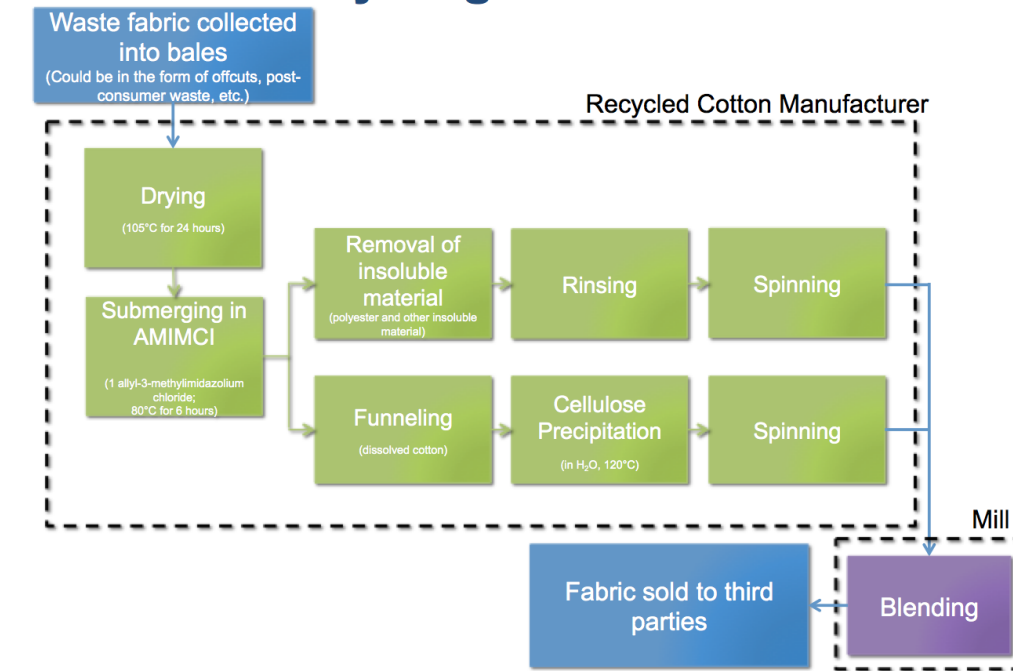 Waste fabric collected
into bales
(Could be in the form of offcuts, post-
consumer waste, etc.)
Recycled Cotton Manufacturer
Drying
(105°C for 24 hours)
Submerging in
AMIMCI
(1 allyl-3-methylimidazolium
chloride;
80°C for 6 hours)
Removal of
insoluble
material
(polyester and other insoluble
material)
Rinsing
Spinning
Funneling
(dissolved cotton)
Cellulose
Precipitation
(in H₂O, 120°C)
Spinning
Mill
Blending
Fabric sold to third
parties